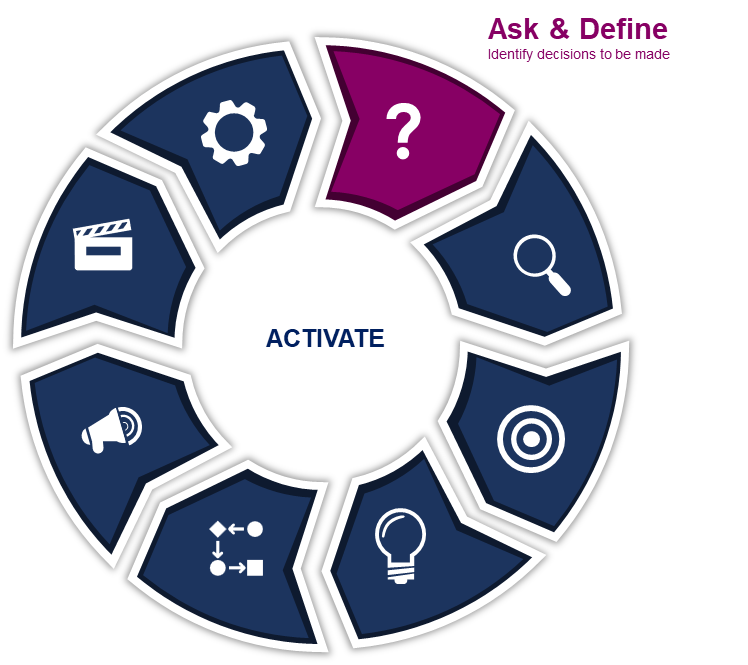 Ask & Define
Identify decisions to be made
?
ACTIVATE